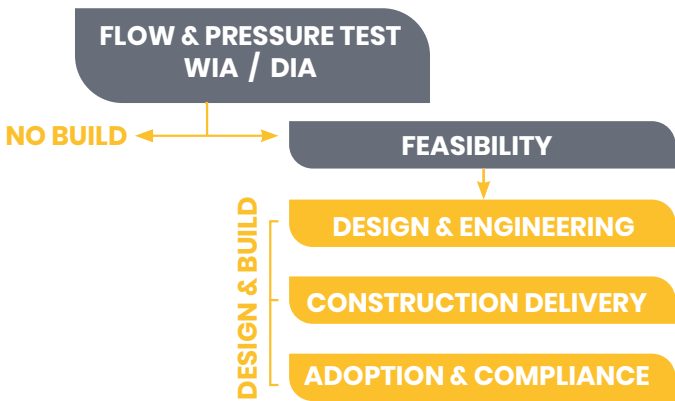 FLOW & PRESSURE TEST
WIA / DIA
NO BUILD
FEASIBILITY
DESIGN & BUILD
DESIGN & ENGINEERING
CONSTRUCTION DELIVERY
ADOPTION & COMPLIANCE